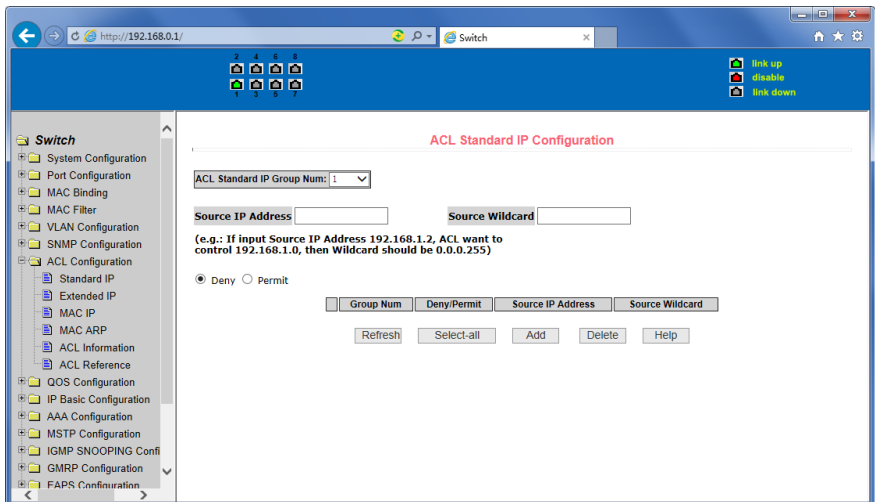 http://192.168.0.1/
Switch
2 4 6 8
1 3 5 7
link up
disable
link down
Switch
System Configuration
Port Configuration
MAC Binding
MAC Filter
VLAN Configuration
SNMP Configuration
ACL Configuration
Standard IP
Extended IP
MAC IP
MAC ARP
ACL Information
ACL Reference
QOS Configuration
IP Basic Configuration
AAA Configuration
MSTP Configuration
IGMP SNOOPING Confi
GMRP Configuration
EAPS Configuration
ACL Standard IP Configuration
ACL Standard IP Group Num: 1
Source IP Address Source Wildcard
(e.g.: If input Source IP Address 192.168.1.2, ACL want to
control 192.168.1.0, then Wildcard should be 0.0.0.255)
Deny Permit
Group Num Deny/Permit Source IP Address Source Wildcard
Refresh Select-all Add Delete Help